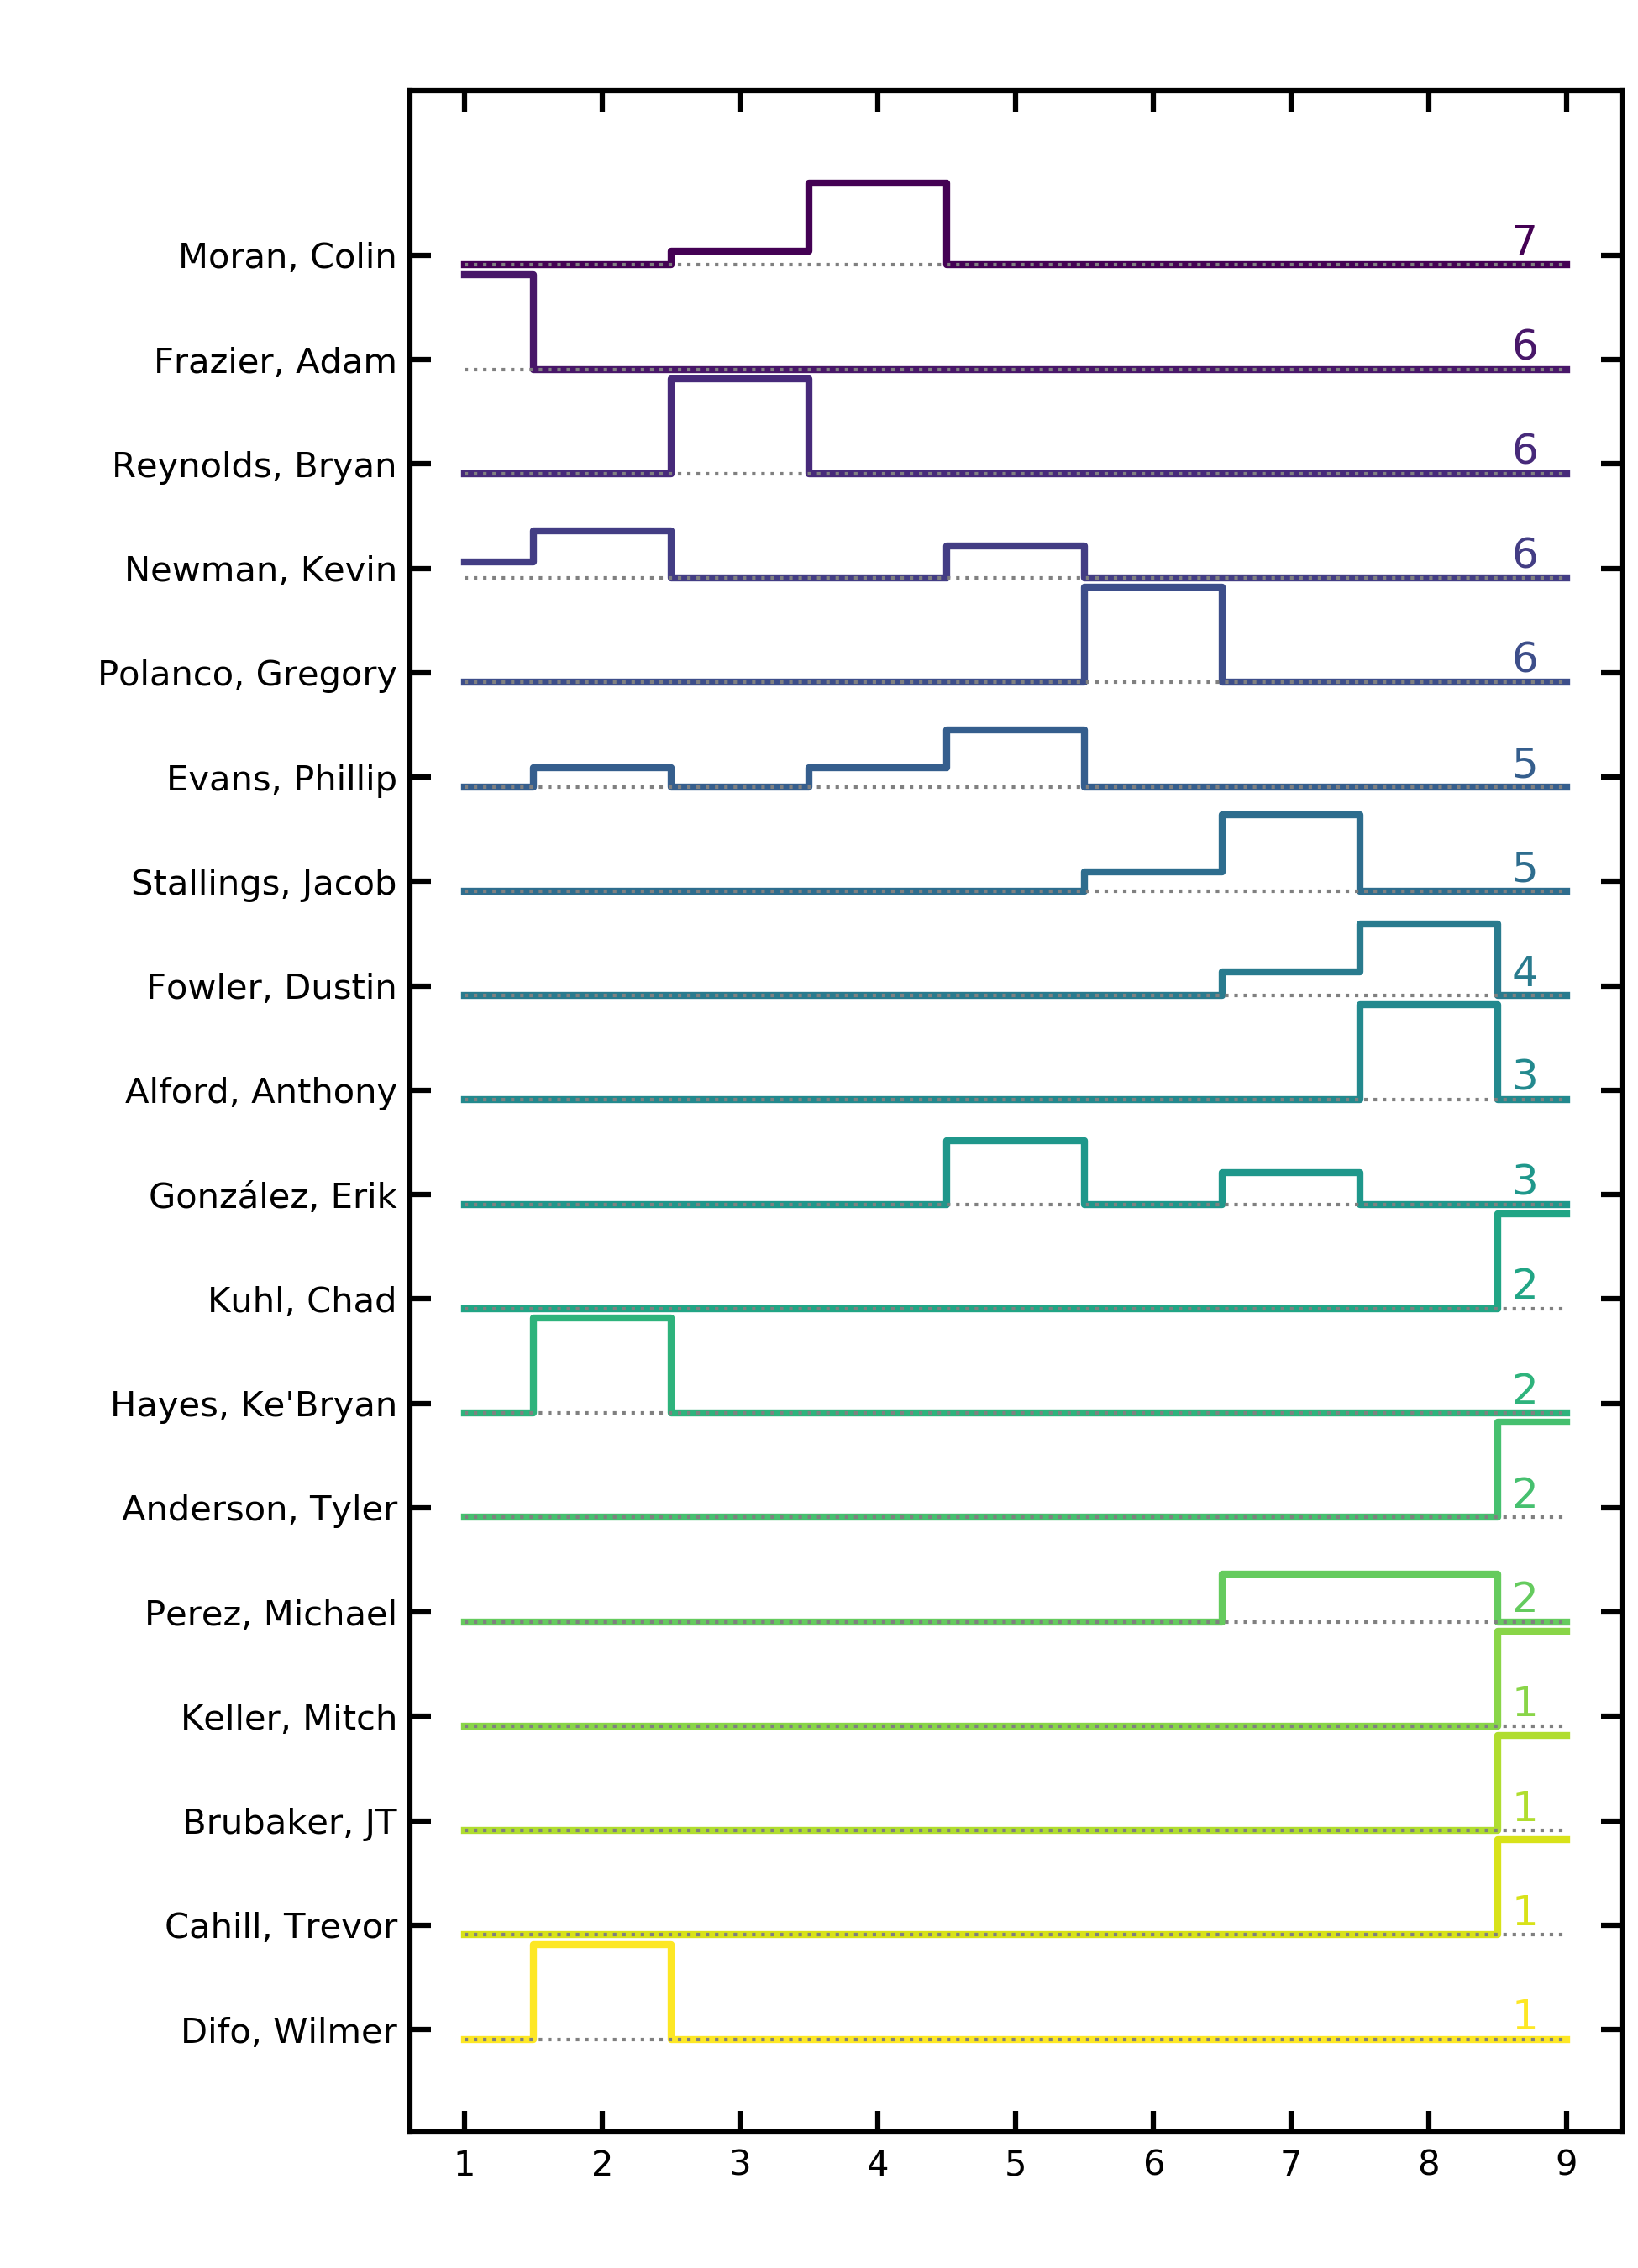 Moran, Colin 7
Frazier, Adam 6
Reynolds, Bryan 6
Newman, Kevin 6
Polanco, Gregory 6
Evans, Phillip 5
Stallings, Jacob 5
Fowler, Dustin 4
Alford, Anthony 3
González, Erik 3
Kuhl, Chad 2
Hayes, Ke'Bryan 2
Anderson, Tyler 2
Perez, Michael 2
Keller, Mitch 1
Brubaker, JT 1
Cahill, Trevor 1
Difo, Wilmer 1
1 2 3 4 5 6 7 8 9